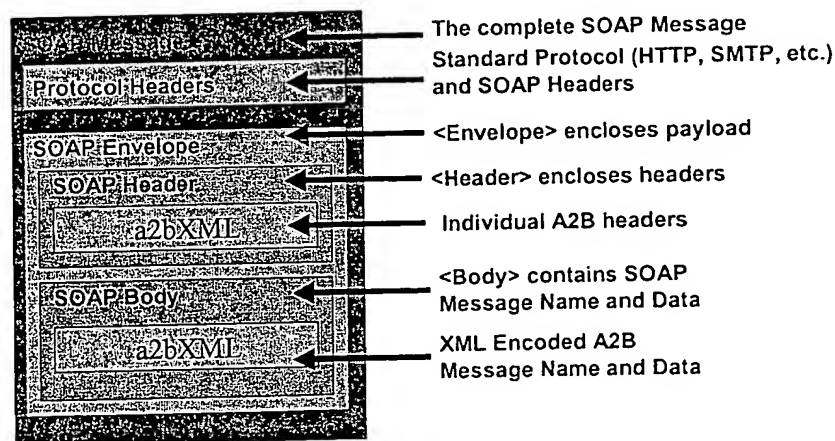 SOAP Message
The complete SOAP Message
Protocol Headers
Standard Protocol (HTTP, SMTP, etc.)
and SOAP Headers
SOAP Envelope
<Envelope> encloses payload
SOAP Header
<Header> encloses headers
a2bXML
Individual A2B headers
SOAP Body
<Body> contains SOAP
Message Name and Data
a2bXML
XML Encoded A2B
Message Name and Data